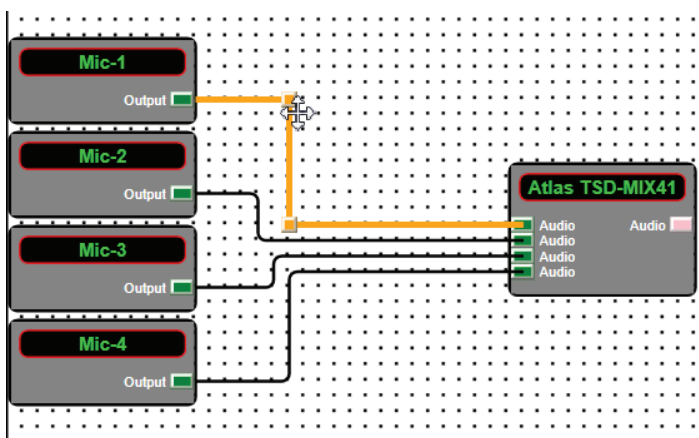 Mic-1
Output
Mic-2
Output
Mic-3
Output
Mic-4
Output
Atlas TSD-MIX41
Audio Audio
Audio
Audio
Audio